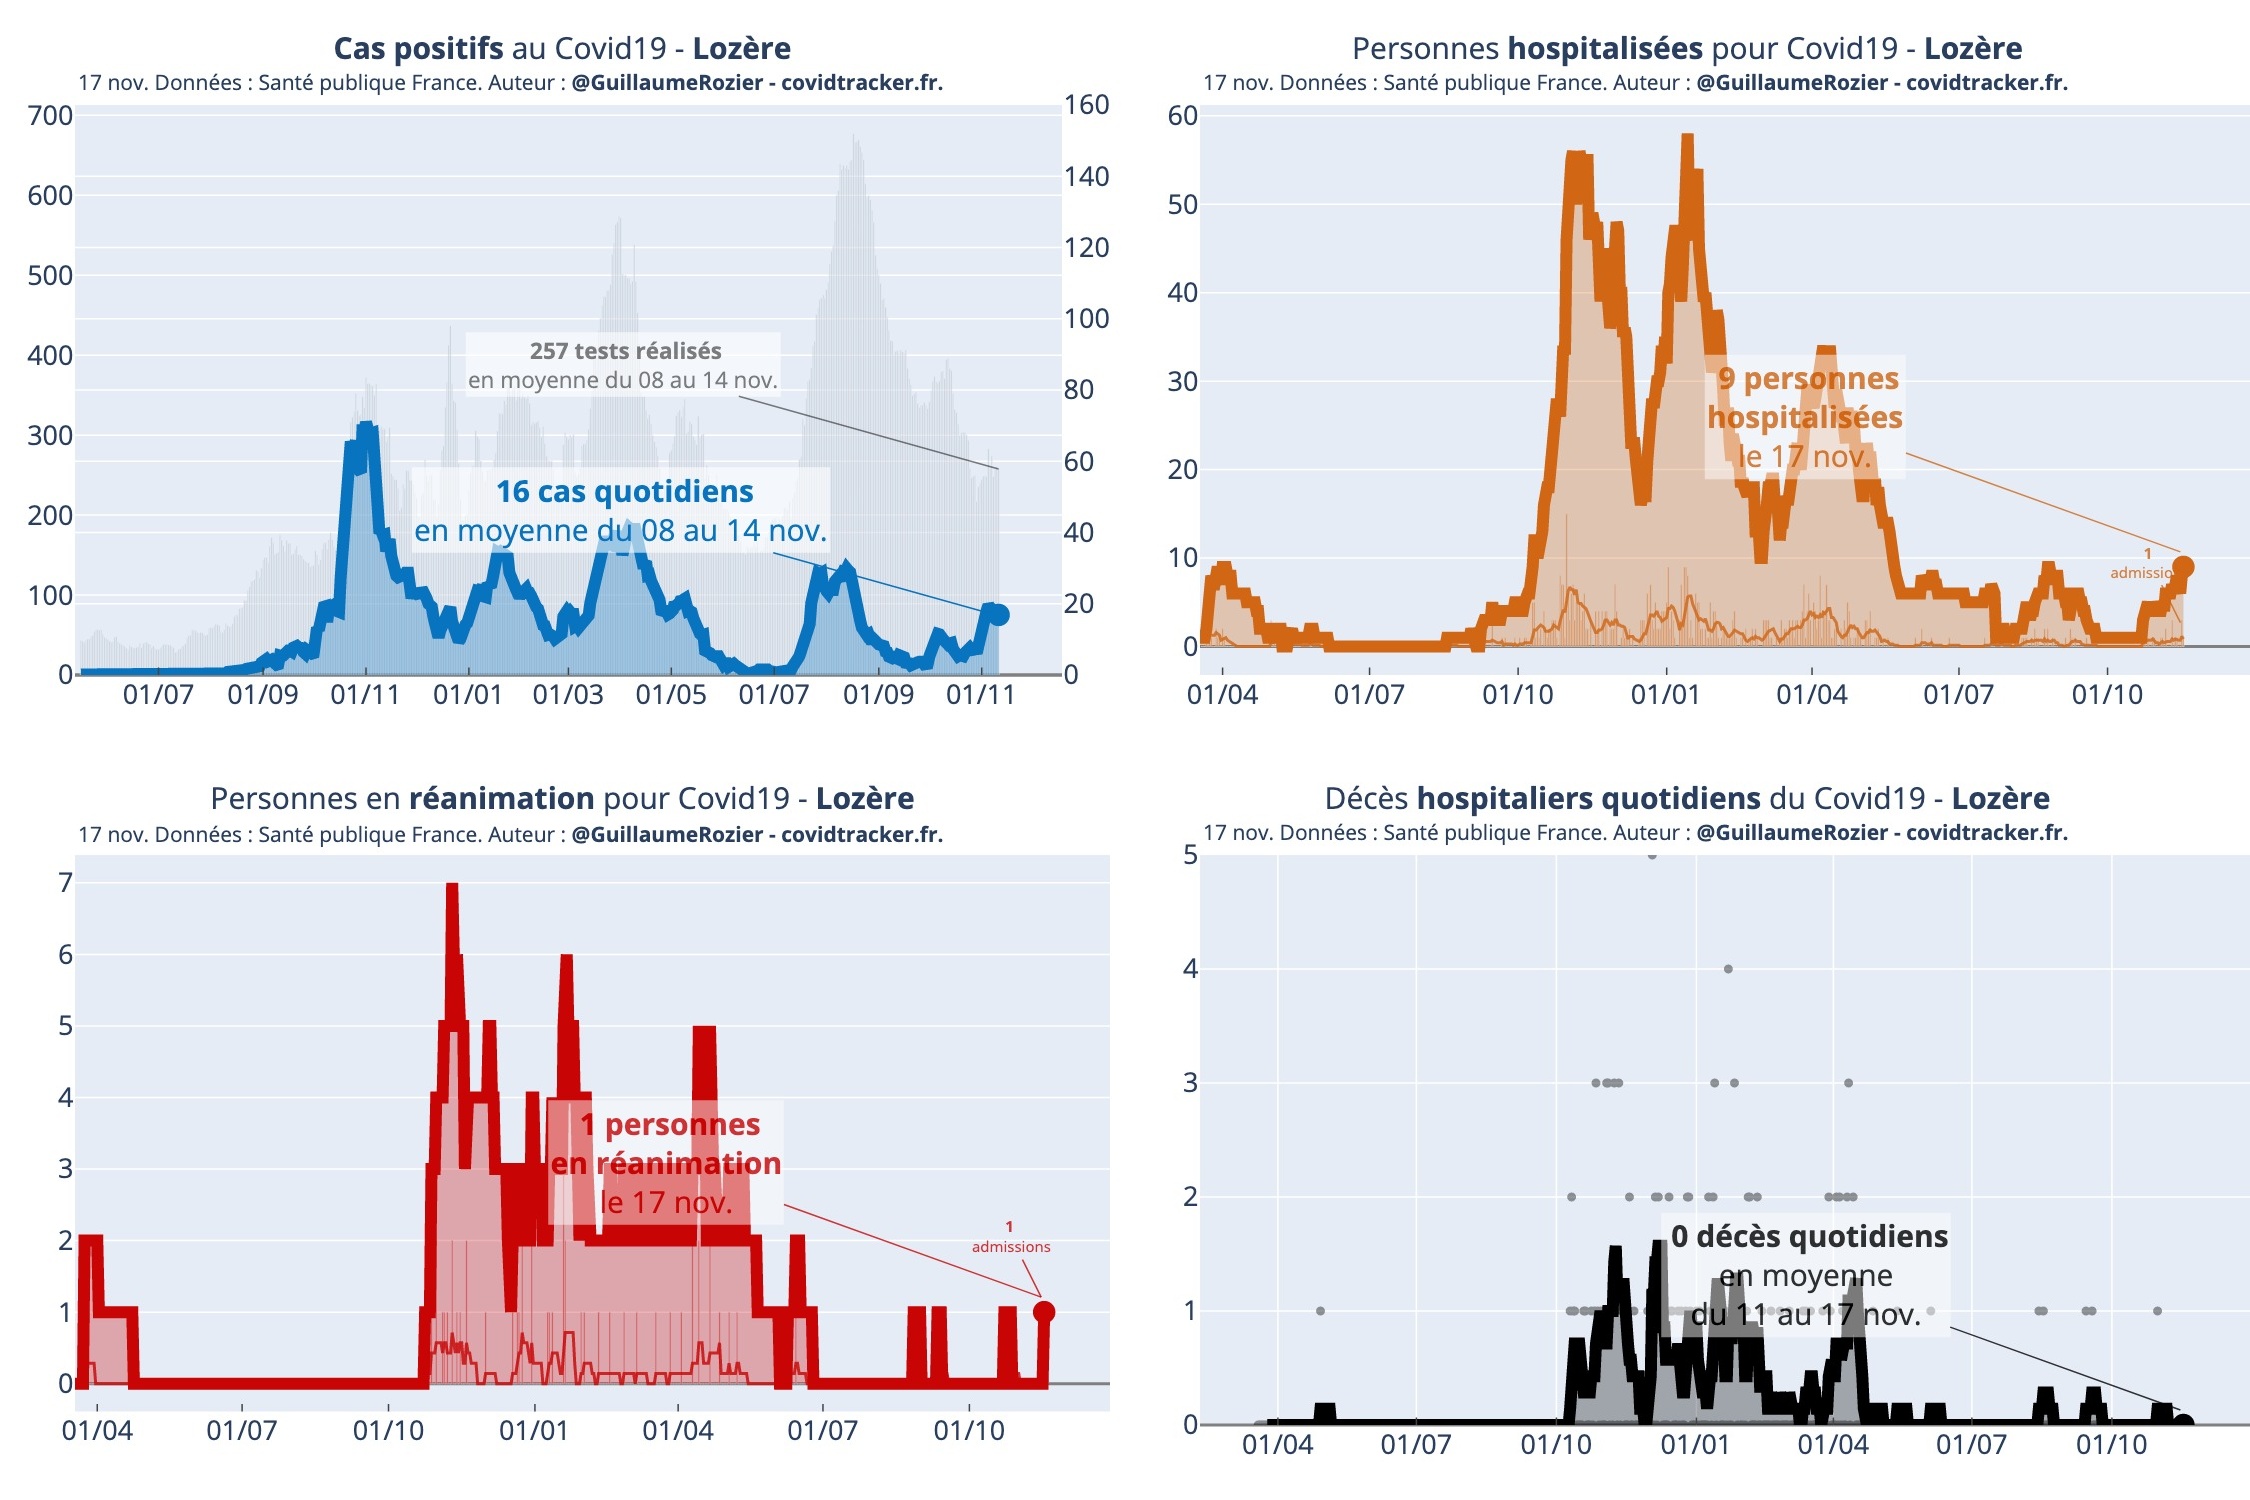 Cas positifs au Covid19 - Lozère
17 nov. Données : Santé publique France. Auteur : @GuillaumeRozier - covidtracker.fr.
700
600
500
400
300
200
100
0
160
140
120
100
80
60
40
20
0
257 tests réalisés
en moyenne du 08 au 14 nov.
16 cas quotidiens
en moyenne du 08 au 14 nov.
01/07 01/09 01/11 01/01 01/03 01/05 01/07 01/09 01/11
Personnes hospitalisées pour Covid19 - Lozère
17 nov. Données : Santé publique France. Auteur : @GuillaumeRozier - covidtracker.fr.
60
50
40
30
20
10
0
9 personnes
hospitalisées
le 17 nov.
1
admissio
01/04 01/07 01/10 01/01 01/04 01/07 01/10
Personnes en réanimation pour Covid19 - Lozère
17 nov. Données : Santé publique France. Auteur : @GuillaumeRozier - covidtracker.fr.
7
6
5
4
3
2
1
0
1 personnes
en réanimation
le 17 nov.
1
admissions
01/04 01/07 01/10 01/01 01/04 01/07 01/10
Décès hospitaliers quotidiens du Covid19 - Lozère
17 nov. Données : Santé publique France. Auteur : @GuillaumeRozier - covidtracker.fr.
5
4
3
2
1
0
0 décès quotidiens
en moyenne
du 11 au 17 nov.
01/04 01/07 01/10 01/01 01/04 01/07 01/10